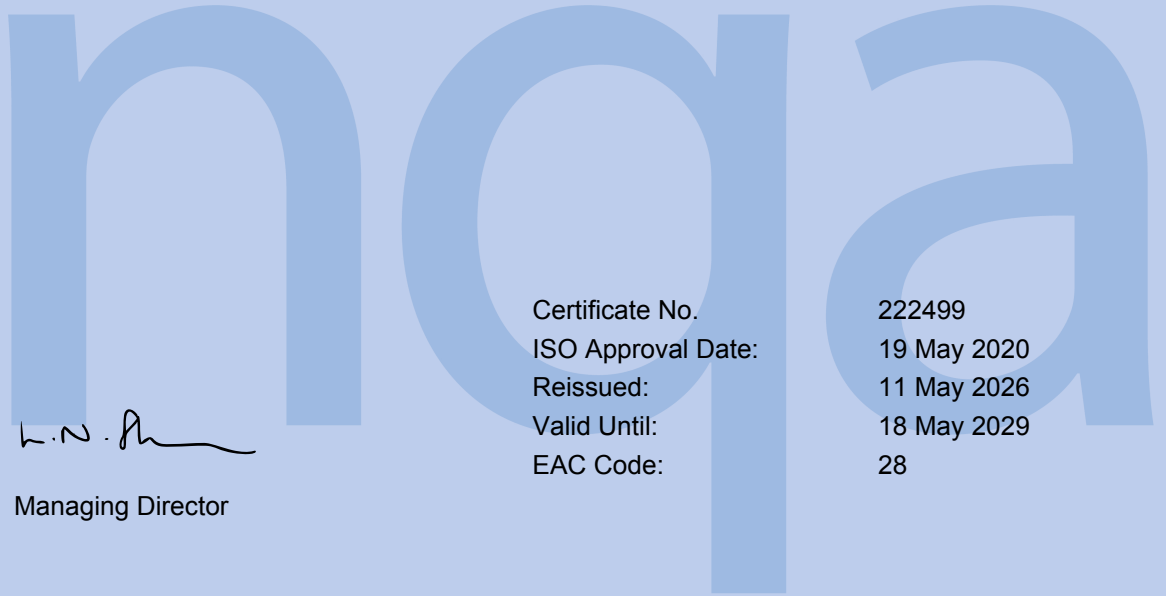 nqa
Certificate No. 222499
ISO Approval Date: 19 May 2020
Reissued: 11 May 2026
Valid Until: 18 May 2029
EAC Code: 28
L.N.
Managing Director